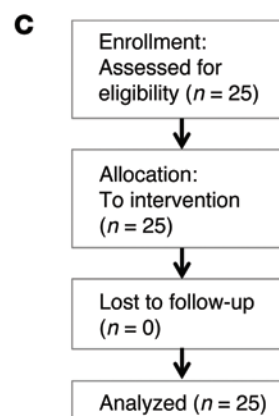 C
Enrollment:
Assessed for
eligibility (n = 25)
Allocation:
To intervention
(n = 25)
Lost to follow-up
(n = 0)
Analyzed (n = 25)